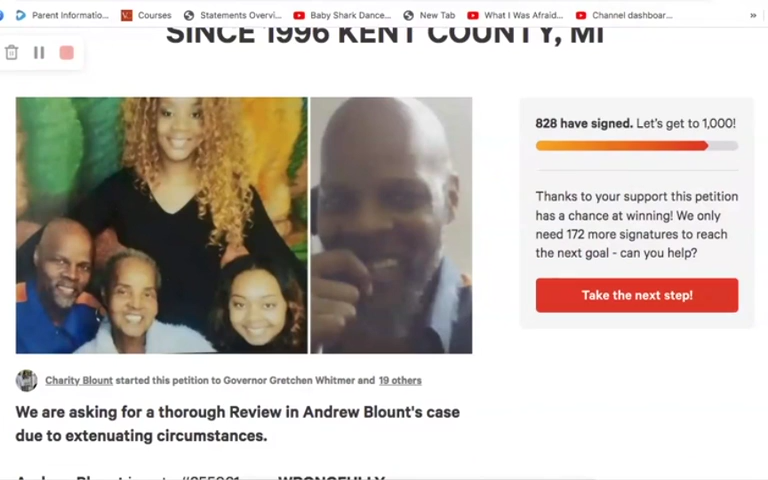 Parent Informatio... Courses Statements Overvi... Baby Shark Dance... New Tab What I Was Afraid... Channel dashboar... »
SINCE 1996 KENT COUNTY, MI
828 have signed. Let's get to 1,000!
Thanks to your support this petition
has a chance at winning! We only
need 172 more signatures to reach
the next goal - can you help?
Take the next step!
Charity Blount started this petition to Governor Gretchen Whitmer and 19 others
We are asking for a thorough Review in Andrew Blount's case
due to extenuating circumstances.
Andrew Blount WRONGFULLY